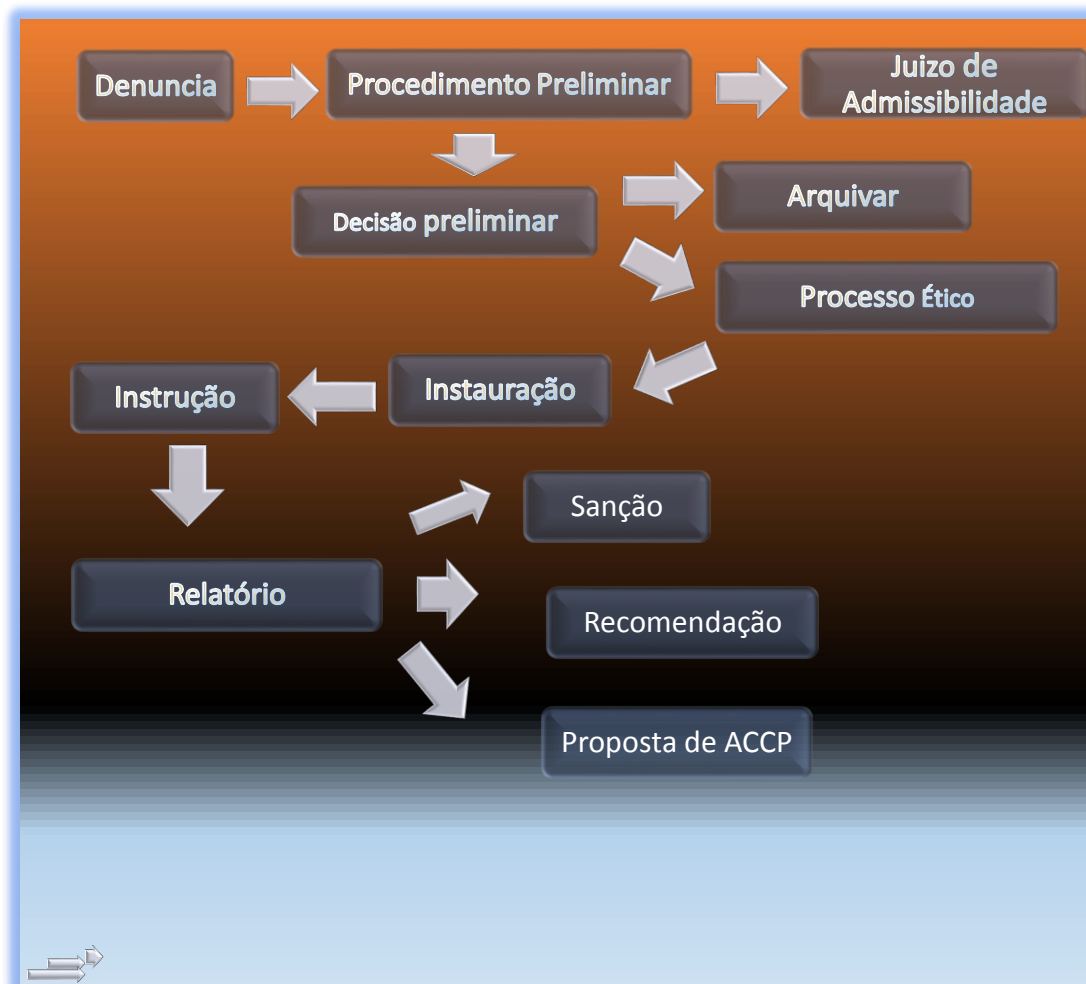 Denuncia
Procedimento Preliminar
Juizo de
Admissibilidade
Decisão preliminar
Arquivar
Processo Ético
Instauração
Instrução
Sanção
Relatório
Recomendação
Proposta de ACCP